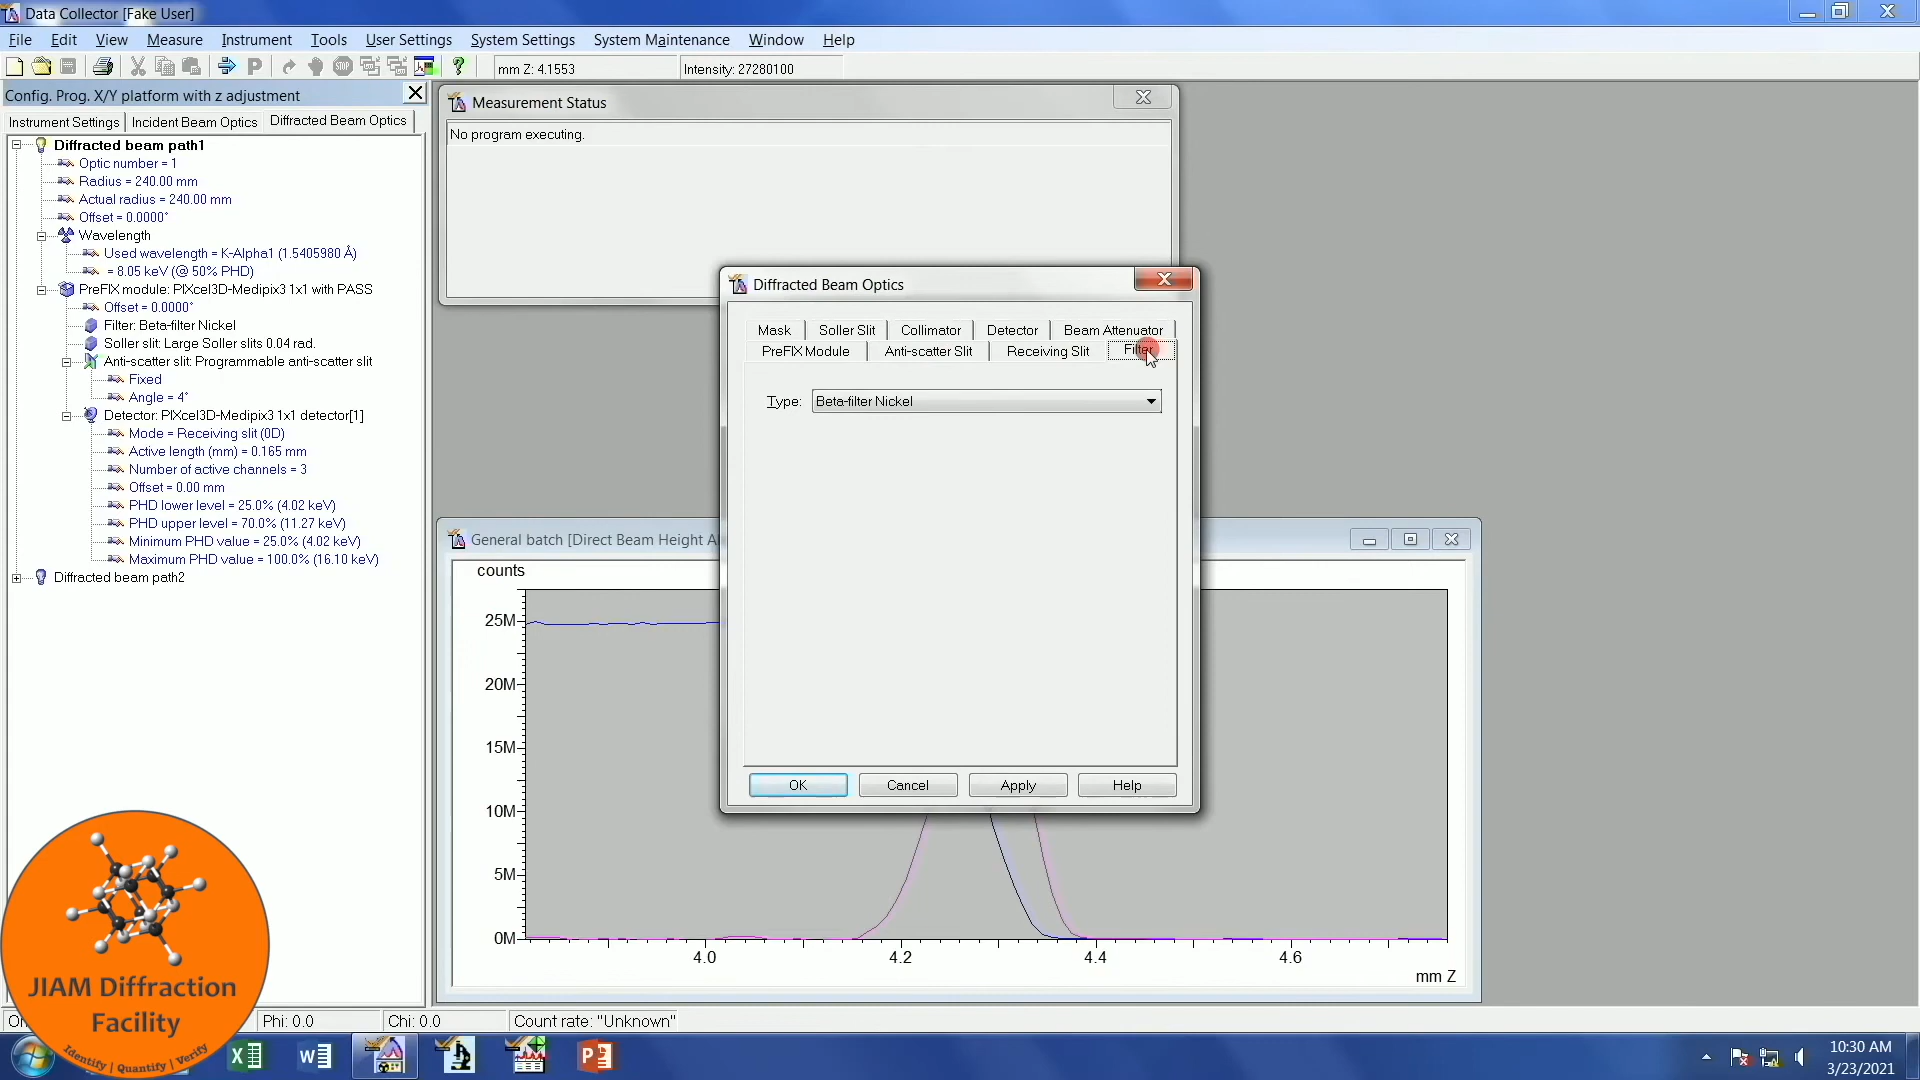 Data Collector [Fake User]
File Edit View Measure Instrument Tools User Settings System Settings System Maintenance Window Help
mm Z: 4.1553 Intensity: 27280100
Config. Prog. X/Y platform with z adjustment
Instrument Settings Incident Beam Optics Diffracted Beam Optics
Diffracted beam path1
Optic number = 1
Radius = 240.00 mm
Actual radius = 240.00 mm
Offset = 0.0000°
Wavelength
Used wavelength = K-Alpha1 (1.5405980 Å)
= 8.05 keV (@ 50% PHD)
PreFIX module: PIXcel3D-Medipix3 1x1 with PASS
Offset = 0.0000°
Filter: Beta-filter Nickel
Soller slit: Large Soller slits 0.04 rad.
Anti-scatter slit: Programmable anti-scatter slit
Fixed
Angle = 4°
Detector: PIXcel3D-Medipix3 1x1 detector[1]
Mode = Receiving slit (0D)
Active length (mm) = 0.165 mm
Number of active channels = 3
Offset = 0.00 mm
PHD lower level = 25.0% (4.02 keV)
PHD upper level = 70.0% (11.27 keV)
Minimum PHD value = 25.0% (4.02 keV)
Maximum PHD value = 100.0% (16.10 keV)
Diffracted beam path2
Measurement Status
No program executing.
Diffracted Beam Optics
Mask Soller Slit Collimator Detector Beam Attenuator
PreFIX Module Anti-scatter Slit Receiving Slit Filter
Type: Beta-filter Nickel
OK Cancel Apply Help
General batch [Direct Beam Height A
counts
25M
20M
15M
10M
5M
0M
4.0 4.2 4.4 4.6
mm Z
JIAM Diffraction
Facility
Identify | Quantify | Verify
Phi: 0.0 Chi: 0.0 Count rate: "Unknown"
10:30 AM
3/23/2021